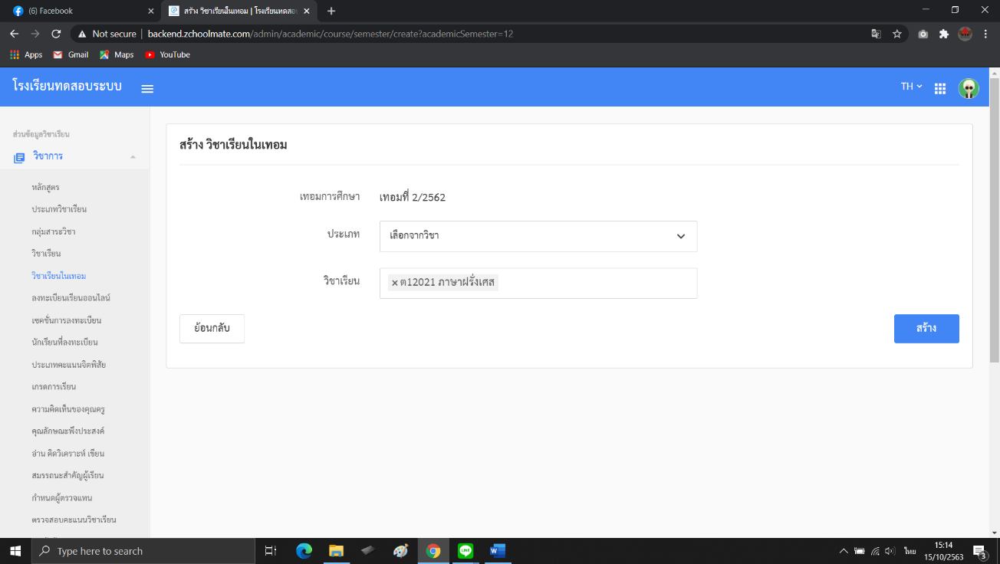 (6) Facebook
สร้าง วิชาเรียนในเทอม | โรงเรียนทดสอ
Not secure | backend.zchoolmate.com/admin/academic/course/semester/create?academicSemester=12
Apps Gmail Maps YouTube
โรงเรียนทดสอบระบบ
TH
ส่วนข้อมูลวิชาเรียน
วิชาการ
หลักสูตร
ประเภทวิชาเรียน
กลุ่มสาระวิชา
วิชาเรียน
วิชาเรียนในเทอม
ลงทะเบียนเรียนออนไลน์
เซคชั่นการลงทะเบียน
นักเรียนที่ลงทะเบียน
ประเภทคะแนนจิตพิสัย
เกรดการเรียน
ความคิดเห็นของคุณครู
คุณลักษณะพึงประสงค์
อ่าน คิดวิเคราะห์ เขียน
สมรรถนะสำคัญผู้เรียน
กำหนดผู้ตรวจแทน
ตรวจสอบคะแนนวิชาเรียน
สร้าง วิชาเรียนในเทอม
เทอมการศึกษา เทอมที่ 2/2562
ประเภท เลือกจากวิชา
วิชาเรียน × ต12021 ภาษาฝรั่งเศส
ย้อนกลับ สร้าง
Type here to search
ไทย
15:14
15/10/2563
3